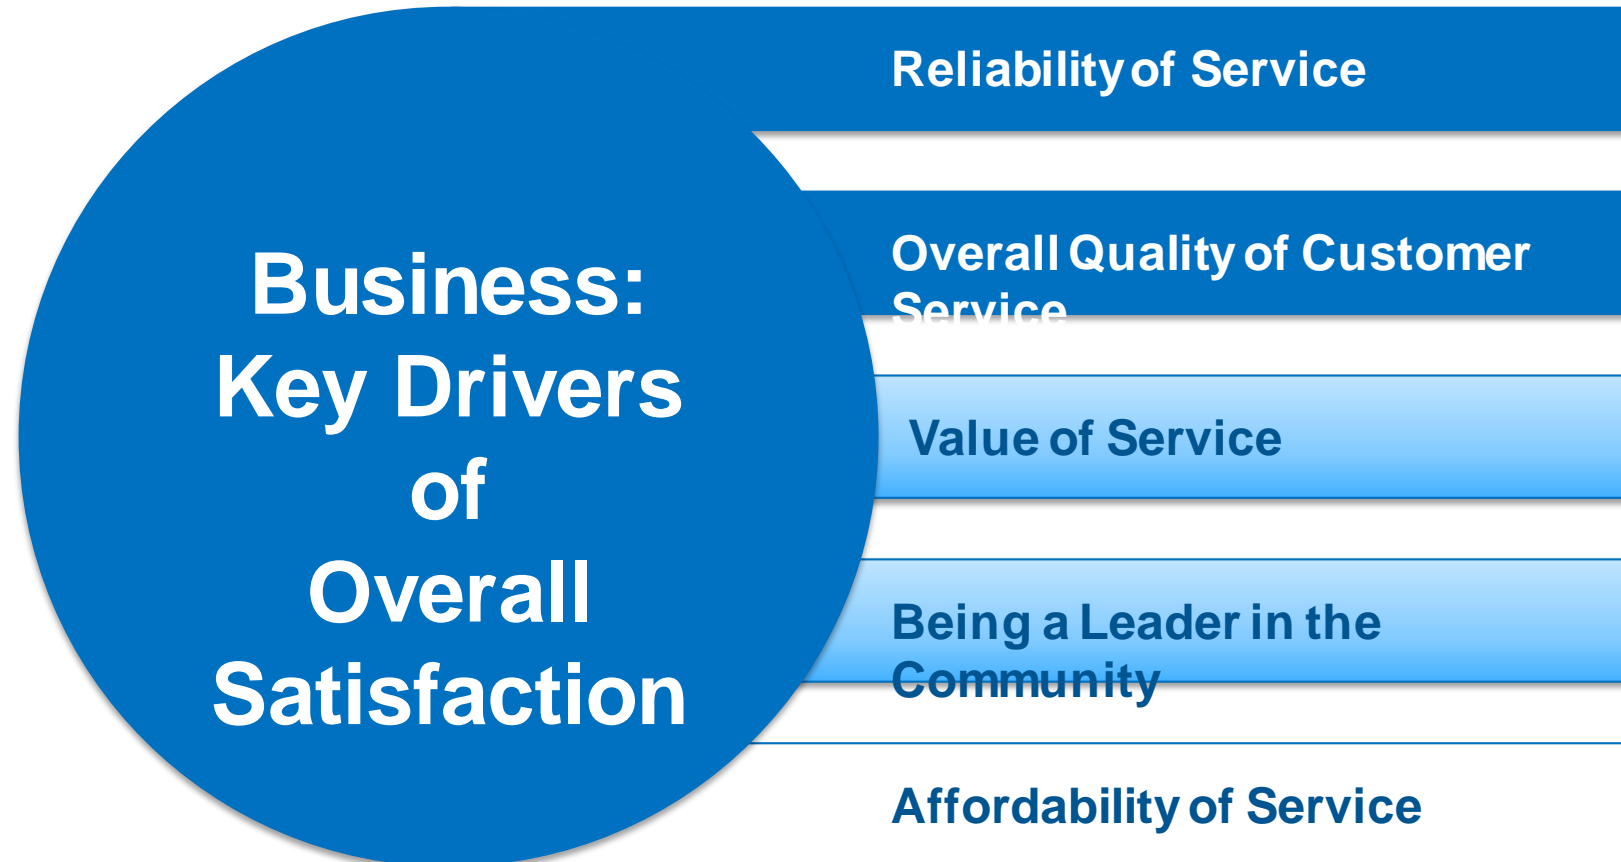 Business:
Key Drivers
of
Overall
Satisfaction
Reliability of Service
Overall Quality of Customer
Service
Value of Service
Being a Leader in the
Community
Affordability of Service